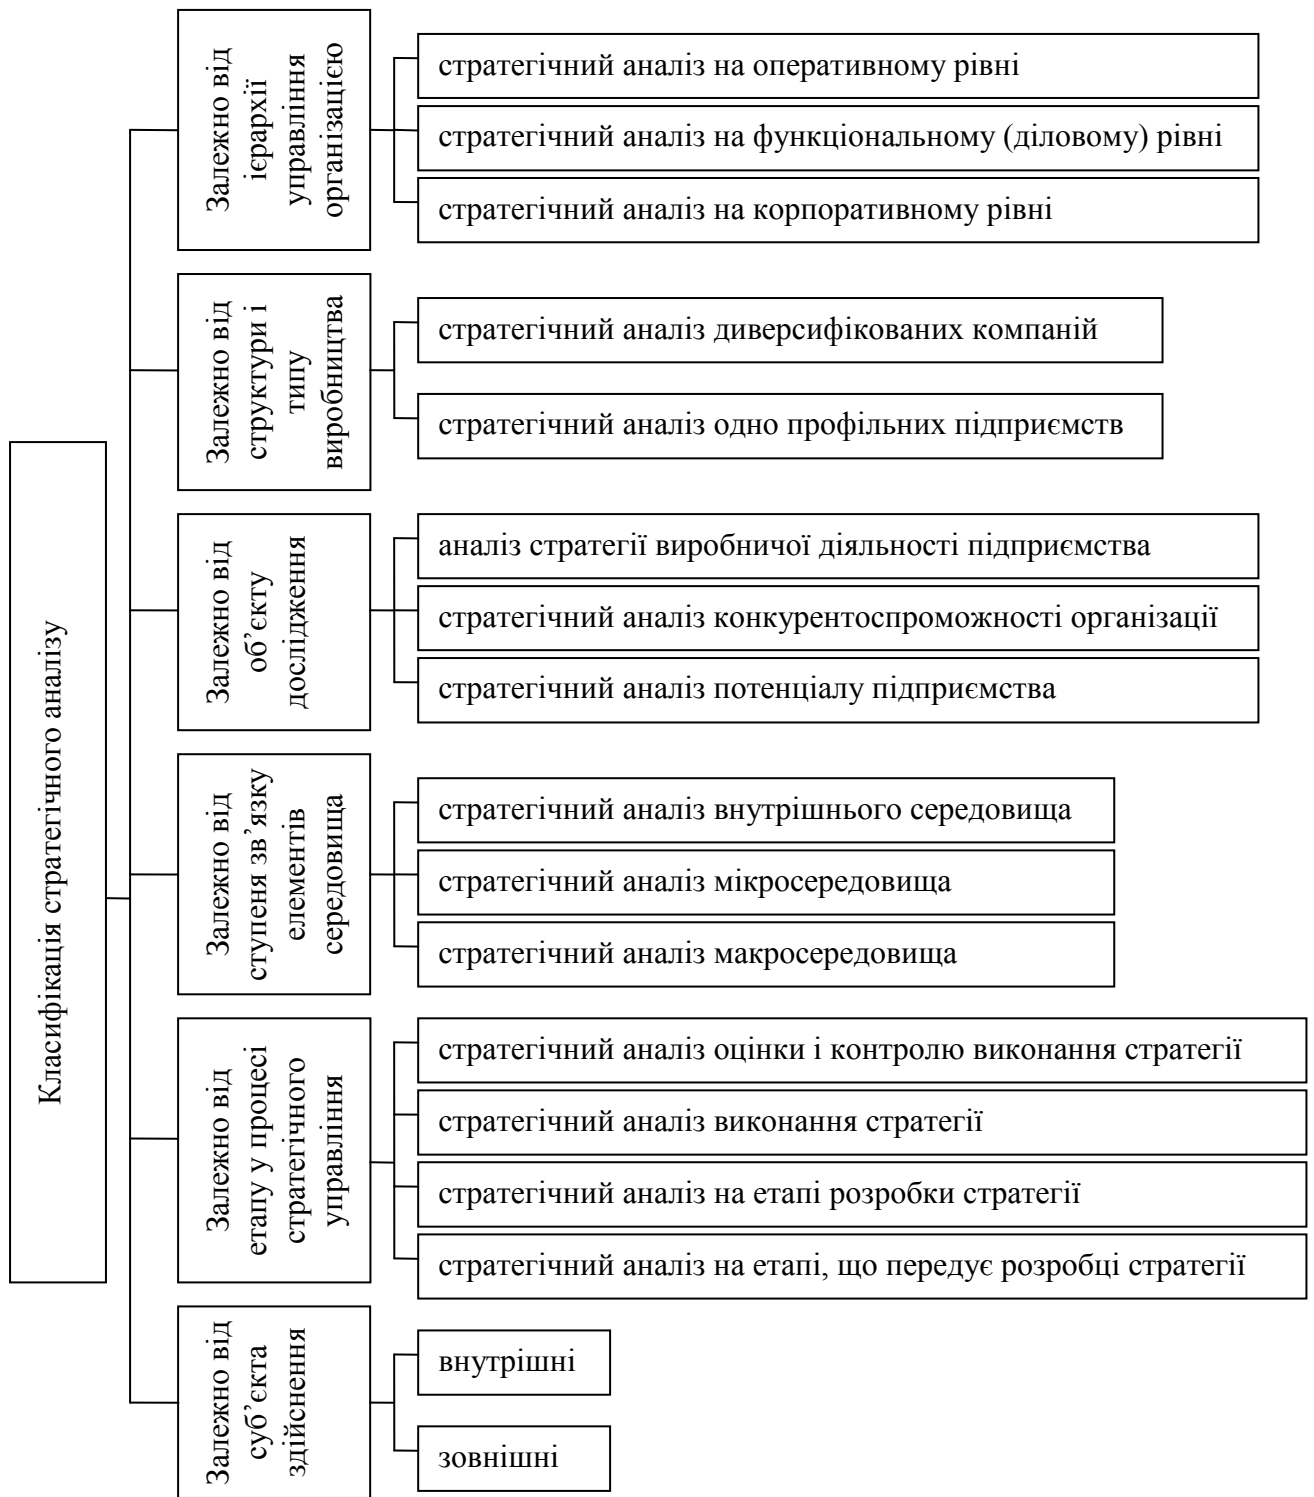 Класифікація стратегічного аналізу
Залежно від
ієрархії
управління
організацією
стратегічний аналіз на оперативному рівні
стратегічний аналіз на функціональному (діловому) рівні
стратегічний аналіз на корпоративному рівні
Залежно від
структури і
типу
виробництва
стратегічний аналіз диверсифікованих компаній
стратегічний аналіз одно профільних підприємств
Залежно від
об’єкту
дослідження
аналіз стратегії виробничої діяльності підприємства
стратегічний аналіз конкурентоспроможності організації
стратегічний аналіз потенціалу підприємства
Залежно від
ступеня зв’язку
елементів
середовища
стратегічний аналіз внутрішнього середовища
стратегічний аналіз мікросередовища
стратегічний аналіз макросередовища
Залежно від
етапу у процесі
стратегічного
управління
стратегічний аналіз оцінки і контролю виконання стратегії
стратегічний аналіз виконання стратегії
стратегічний аналіз на етапі розробки стратегії
стратегічний аналіз на етапі, що передує розробці стратегії
Залежно від
суб’єкта
здійснення
внутрішні
зовнішні